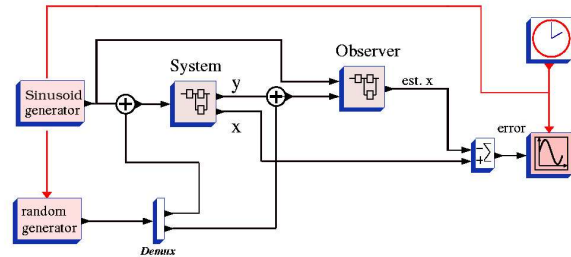 System
Observer
Sinusoid
generator
y
x
est. x
error
random
generator
Demux